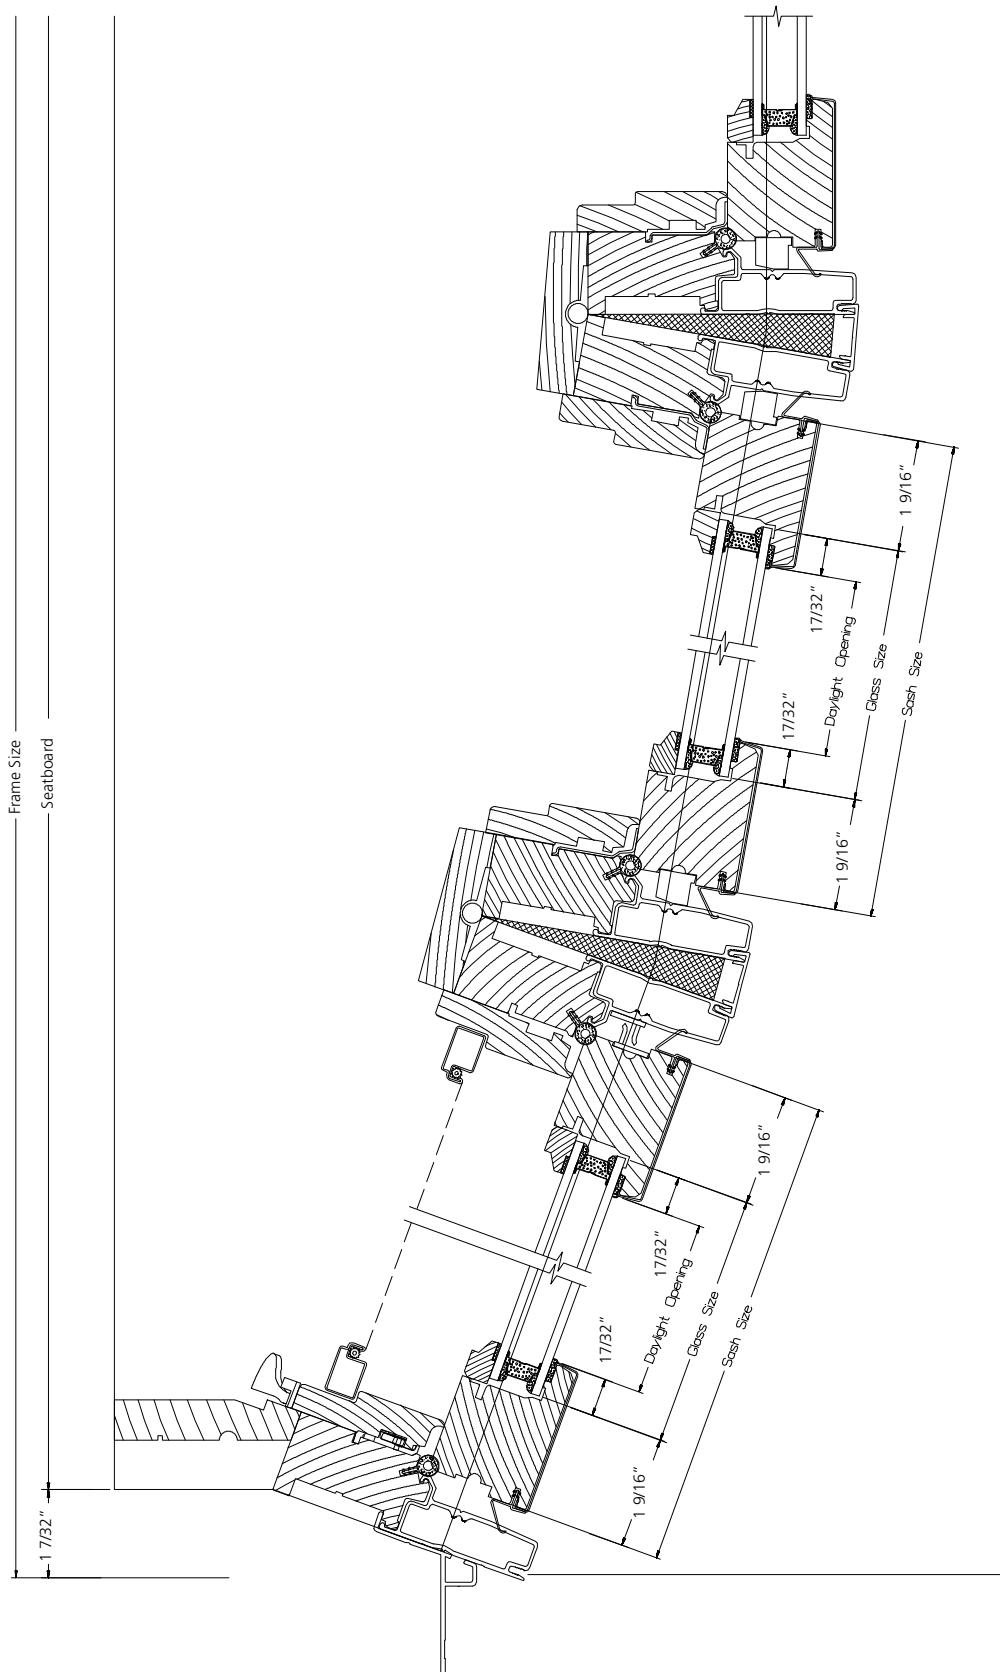 Frame Size
Seatboard
1 7/32"
1 9/16"
17/32"
Daylight Opening
Glass Size
Sash Size
17/32"
1 9/16"
1 9/16"
17/32"
Daylight Opening
Glass Size
Sash Size
17/32"
1 9/16"